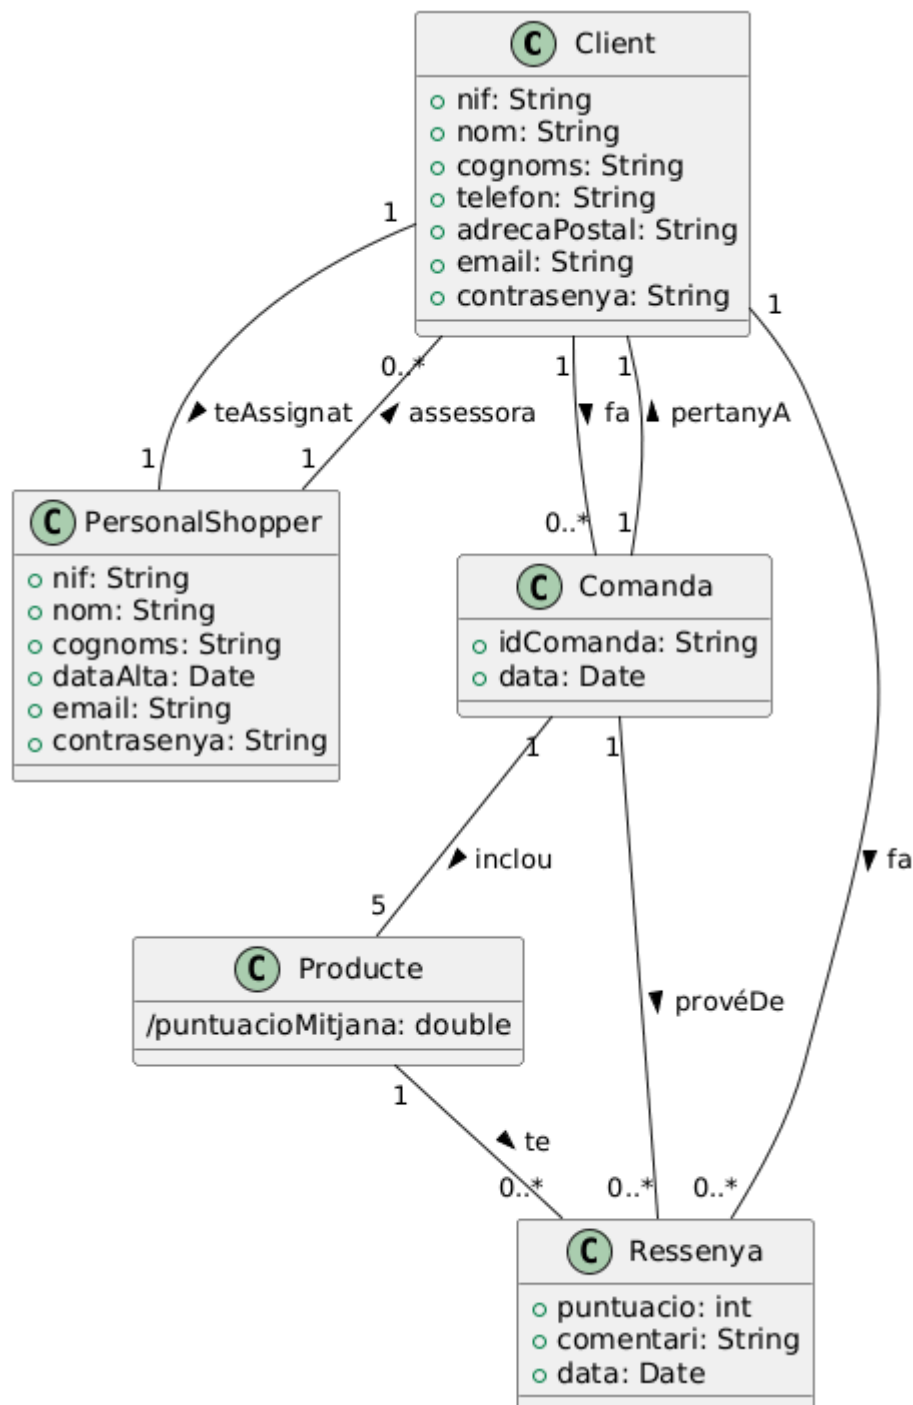 C Client
nif: String
nom: String
cognoms: String
telefon: String
adrecaPostal: String
email: String
contrasenya: String
1
1
0..*
1
1
teAssignat
assessora
fa
pertanyA
1
1
0..*
1
C PersonalShopper
nif: String
nom: String
cognoms: String
dataAlta: Date
email: String
contrasenya: String
C Comanda
idComanda: String
data: Date
1
1
inclou
fa
5
C Producte
/puntuacioMitjana: double
provéDe
1
te
0..*
0..*
0..*
C Ressenya
puntuacio: int
comentari: String
data: Date